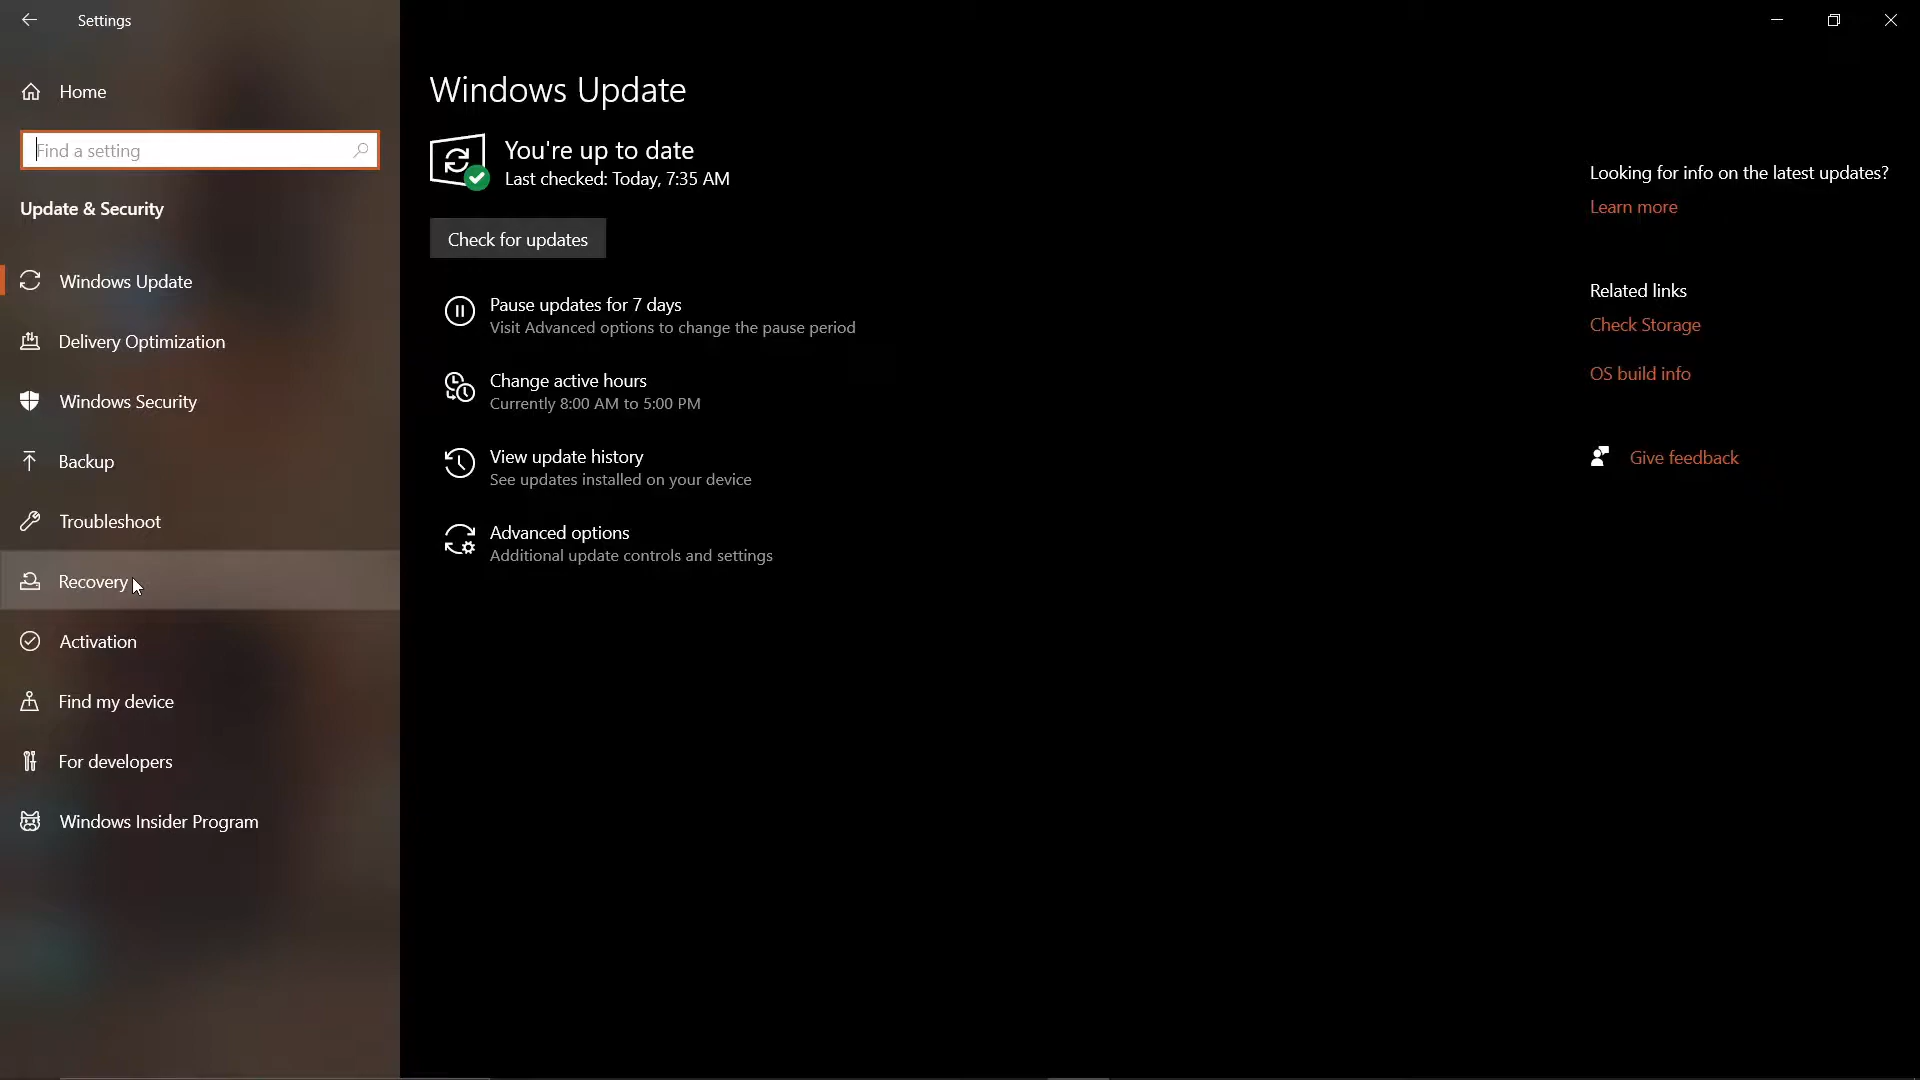 Settings
Home
Find a setting
Update & Security
Windows Update
Delivery Optimization
Windows Security
Backup
Troubleshoot
Recovery
Activation
Find my device
For developers
Windows Insider Program
Windows Update
You're up to date
Last checked: Today, 7:35 AM
Check for updates
Pause updates for 7 days
Visit Advanced options to change the pause period
Change active hours
Currently 8:00 AM to 5:00 PM
View update history
See updates installed on your device
Advanced options
Additional update controls and settings
Looking for info on the latest updates?
Learn more
Related links
Check Storage
OS build info
Give feedback